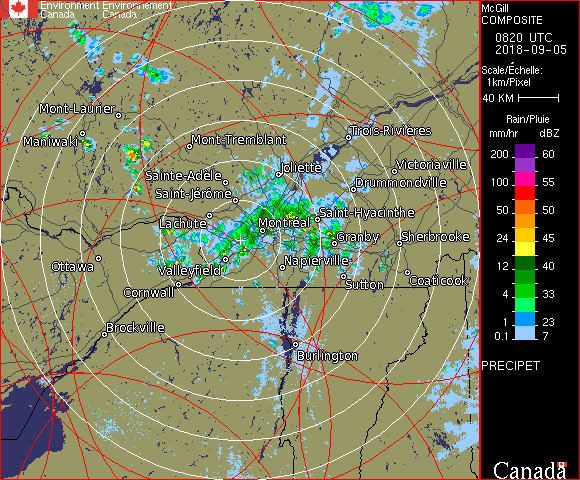 Environment Environnement
Canada Canada
McGill
COMPOSITE
0820 UTC
2018-09-05
Scale/Échelle:
1km/Pixel
40 KM
Rain/Pluie
mm/hr dBZ
200 60
100 55
50 50
24 45
12 40
4 33
1 23
0.1 7
PRECIPET
Canada
Mont-Laurier
Maniwaki
Mont-Tremblant
Trois-Rivières
Sainte-Adèle
Joliette
Victoriaville
Saint-Jérôme
Drummondville
Lachute
Montréal
Saint-Hyacinthe
Granby
Sherbrooke
Ottawa
Valleyfield
Napierville
Cornwall
Sutton
Coaticook
Brockville
Burlington